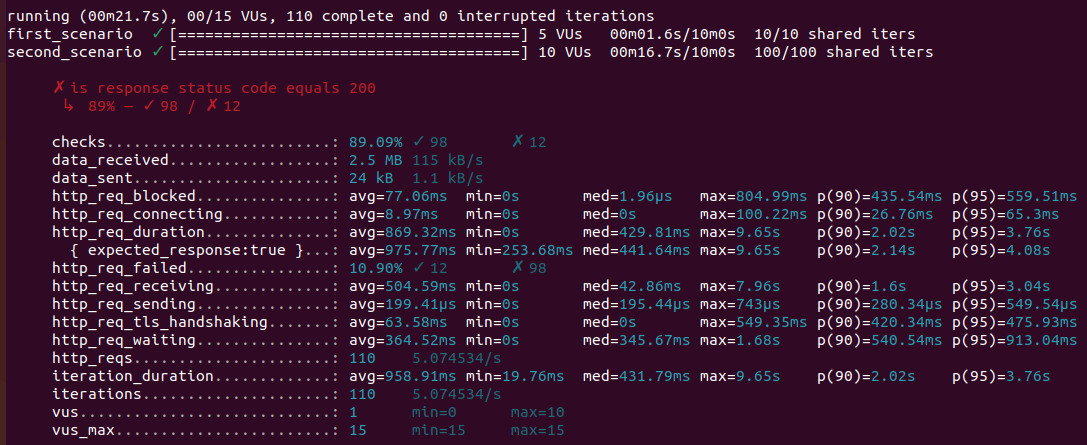 running (00m21.7s), 00/15 VUs, 110 complete and 0 interrupted iterations
first_scenario ✓ [======================================] 5 VUs 00m01.6s/10m0s 10/10 shared iters
second_scenario ✓ [======================================] 10 VUs 00m16.7s/10m0s 100/100 shared iters
✗ is response status code equals 200
↳ 89% — ✓ 98 / ✗ 12
checks.........................: 89.09% ✓ 98 ✗ 12
data_received..................: 2.5 MB 115 kB/s
data_sent......................: 24 kB 1.1 kB/s
http_req_blocked...............: avg=77.06ms min=0s med=1.96µs max=804.99ms p(90)=435.54ms p(95)=559.51ms
http_req_connecting............: avg=8.97ms min=0s med=0s max=100.22ms p(90)=26.76ms p(95)=65.3ms
http_req_duration..............: avg=869.32ms min=0s med=429.81ms max=9.65s p(90)=2.02s p(95)=3.76s
{ expected_response:true }...: avg=975.77ms min=253.68ms med=441.64ms max=9.65s p(90)=2.14s p(95)=4.08s
http_req_failed................: 10.90% ✓ 12 ✗ 98
http_req_receiving.............: avg=504.59ms min=0s med=42.86ms max=7.96s p(90)=1.6s p(95)=3.04s
http_req_sending...............: avg=199.41µs min=0s med=195.44µs max=743µs p(90)=280.34µs p(95)=549.54µs
http_req_tls_handshaking.......: avg=63.58ms min=0s med=0s max=549.35ms p(90)=420.34ms p(95)=475.93ms
http_req_waiting...............: avg=364.52ms min=0s med=345.67ms max=1.68s p(90)=540.54ms p(95)=913.04ms
http_reqs......................: 110 5.074534/s
iteration_duration.............: avg=958.91ms min=19.76ms med=431.79ms max=9.65s p(90)=2.02s p(95)=3.76s
iterations.....................: 110 5.074534/s
vus............................: 1 min=0 max=10
vus_max........................: 15 min=15 max=15